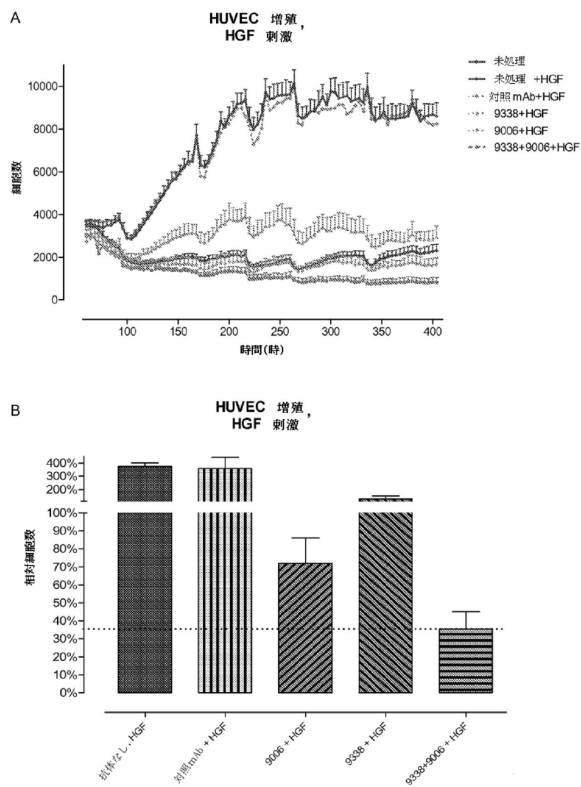 A
HUVEC 増殖,
HGF 刺激
未処理
未処理 +HGF
対照 mAb+HGF
9338+HGF
9006+HGF
9338+9006+HGF
細胞数
10000
8000
6000
4000
2000
0
100
150
200
250
300
350
400
時間(時)
B
HUVEC 増殖,
HGF 刺激
相対細胞数
400%
300%
200%
100%
90%
80%
70%
60%
50%
40%
30%
20%
10%
0%
抗体なし, HGF
対照mAb + HGF
9006 + HGF
9338 + HGF
9338+9006 + HGF